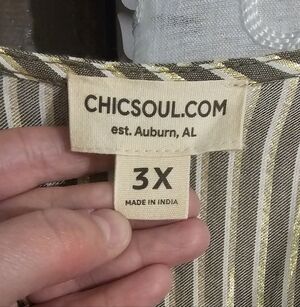 CHICSOUL.COM
est. Auburn, AL
3X
MADE IN INDIA